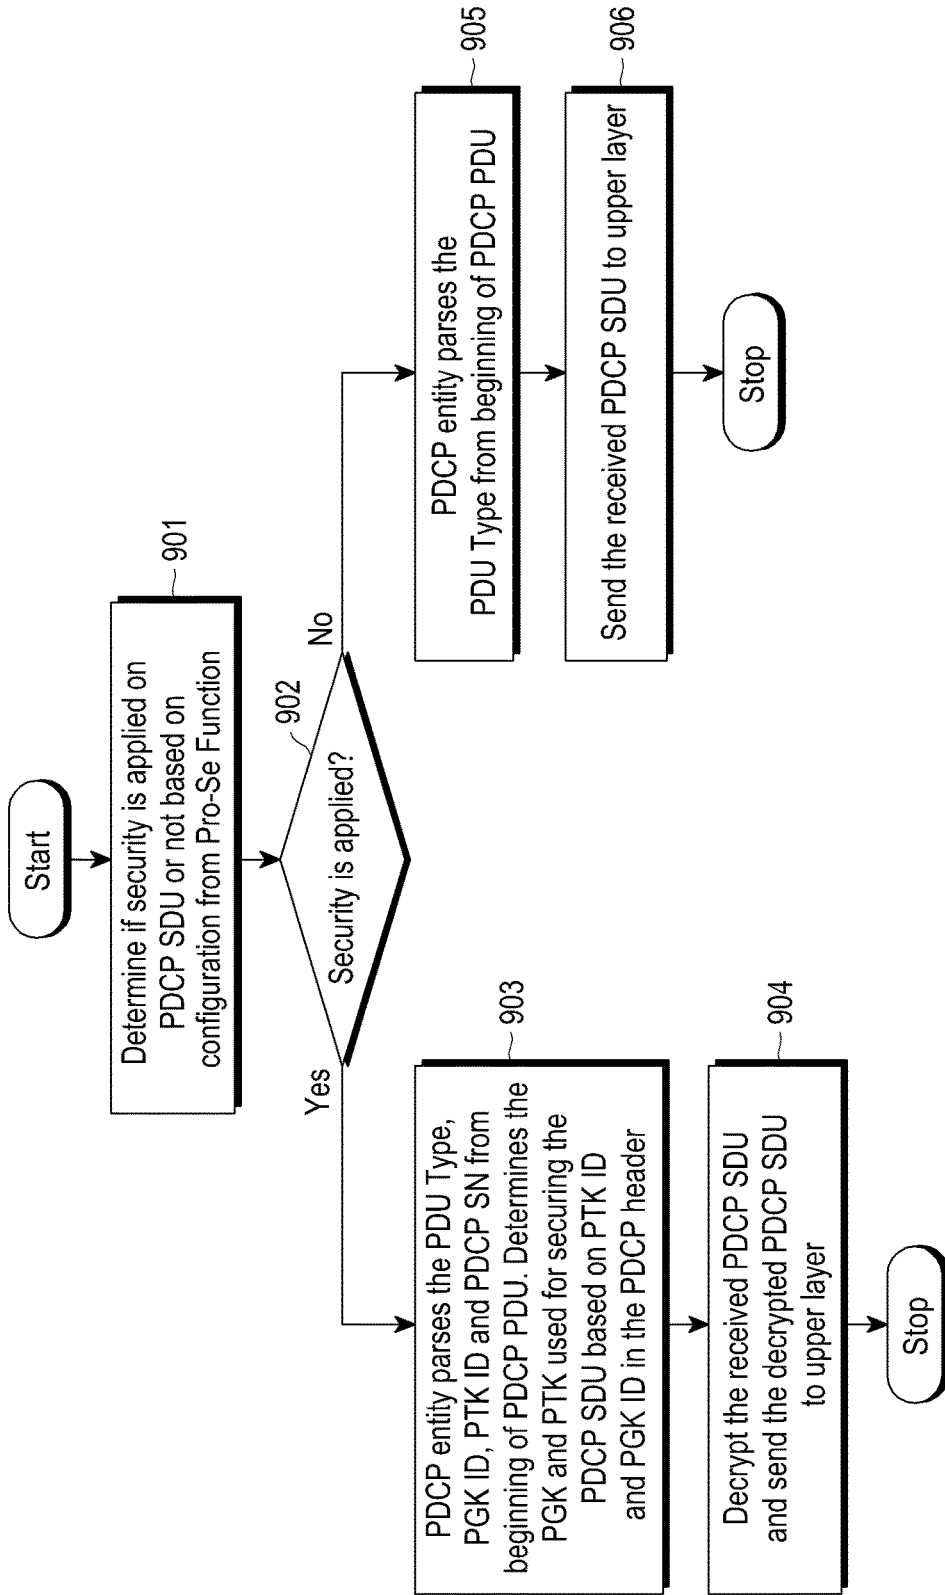 Start
Determine if security is applied on
PDCP SDU or not based on
configuration from Pro-Se Function
901
Security is applied?
902
Yes
No
PDCP entity parses the PDU Type,
PGK ID, PTK ID and PDCP SN from
beginning of PDCP PDU. Determines the
PGK and PTK used for securing the
PDCP SDU based on PTK ID
and PGK ID in the PDCP header
903
Decrypt the received PDCP SDU
and send the decrypted PDCP SDU
to upper layer
904
Stop
PDCP entity parses the
PDU Type from beginning of PDCP PDU
905
Send the received PDCP SDU to upper layer
906
Stop